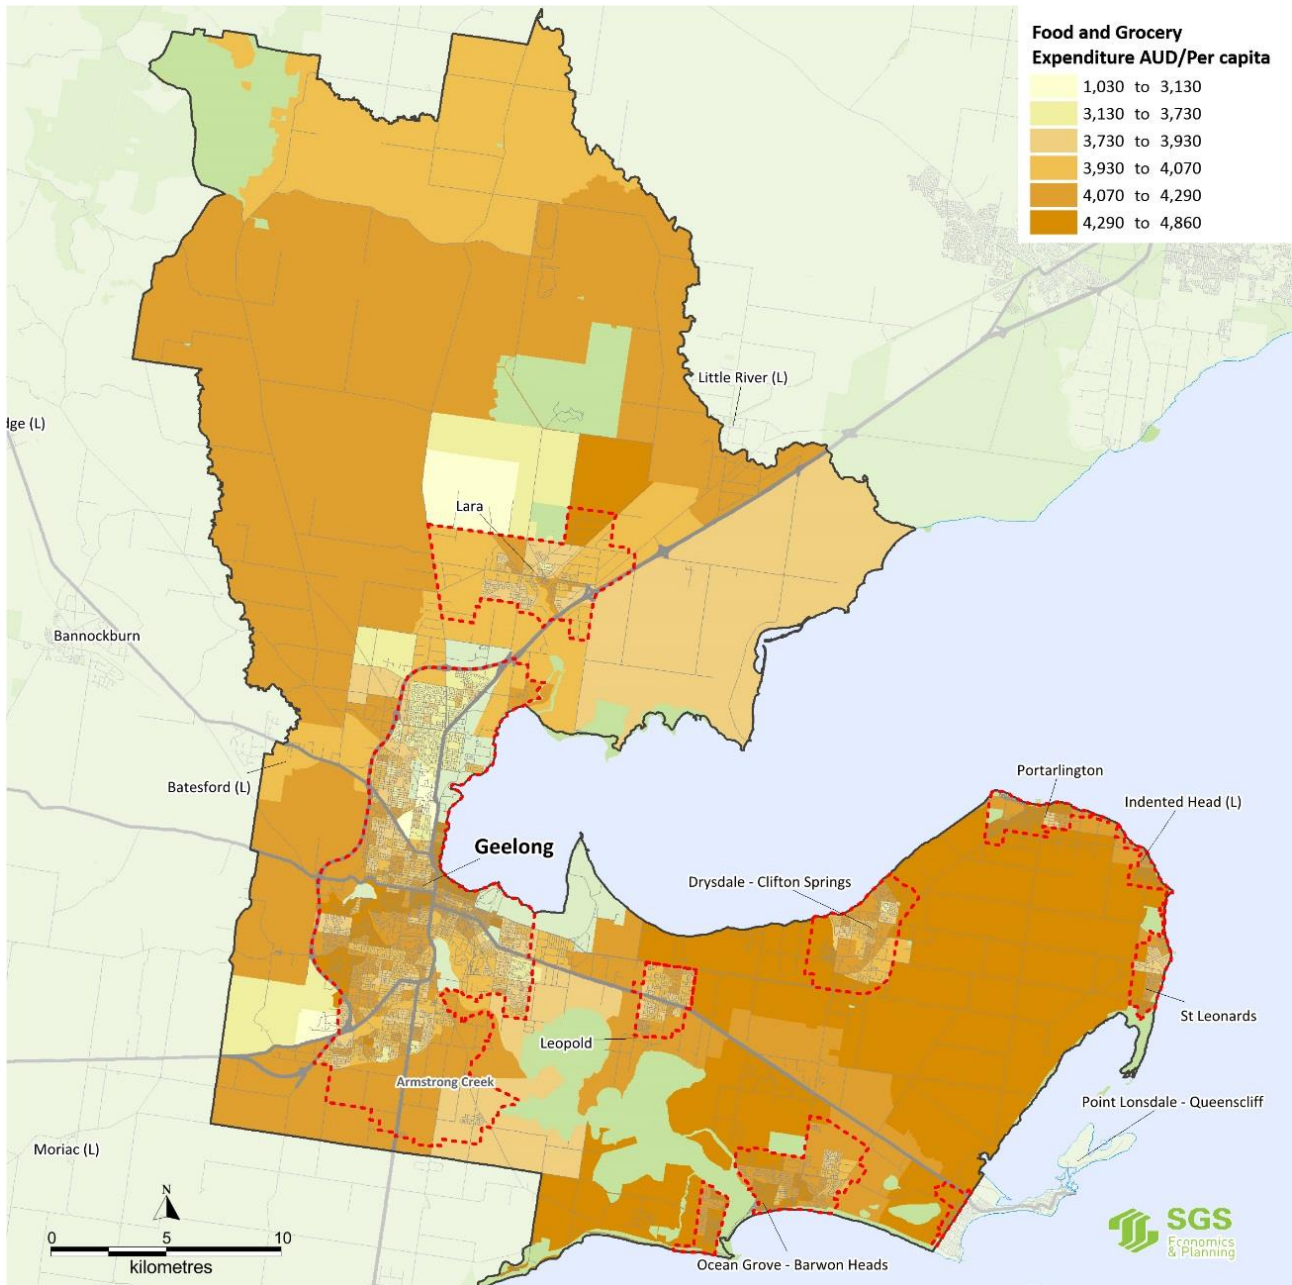 Food and Grocery
Expenditure AUD/Per capita
1,030 to 3,130
3,130 to 3,730
3,730 to 3,930
3,930 to 4,070
4,070 to 4,290
4,290 to 4,860
Little River (L)
dge (L)
Lara
Bannockburn
Batesford (L)
Portarlington
Indented Head (L)
Geelong
Drysdale - Clifton Springs
St Leonards
Leopold
Armstrong Creek
Point Lonsdale - Queenscliff
Moriac (L)
N
0 5 10
kilometres
SGS
Economics
& Planning
Ocean Grove - Barwon Heads